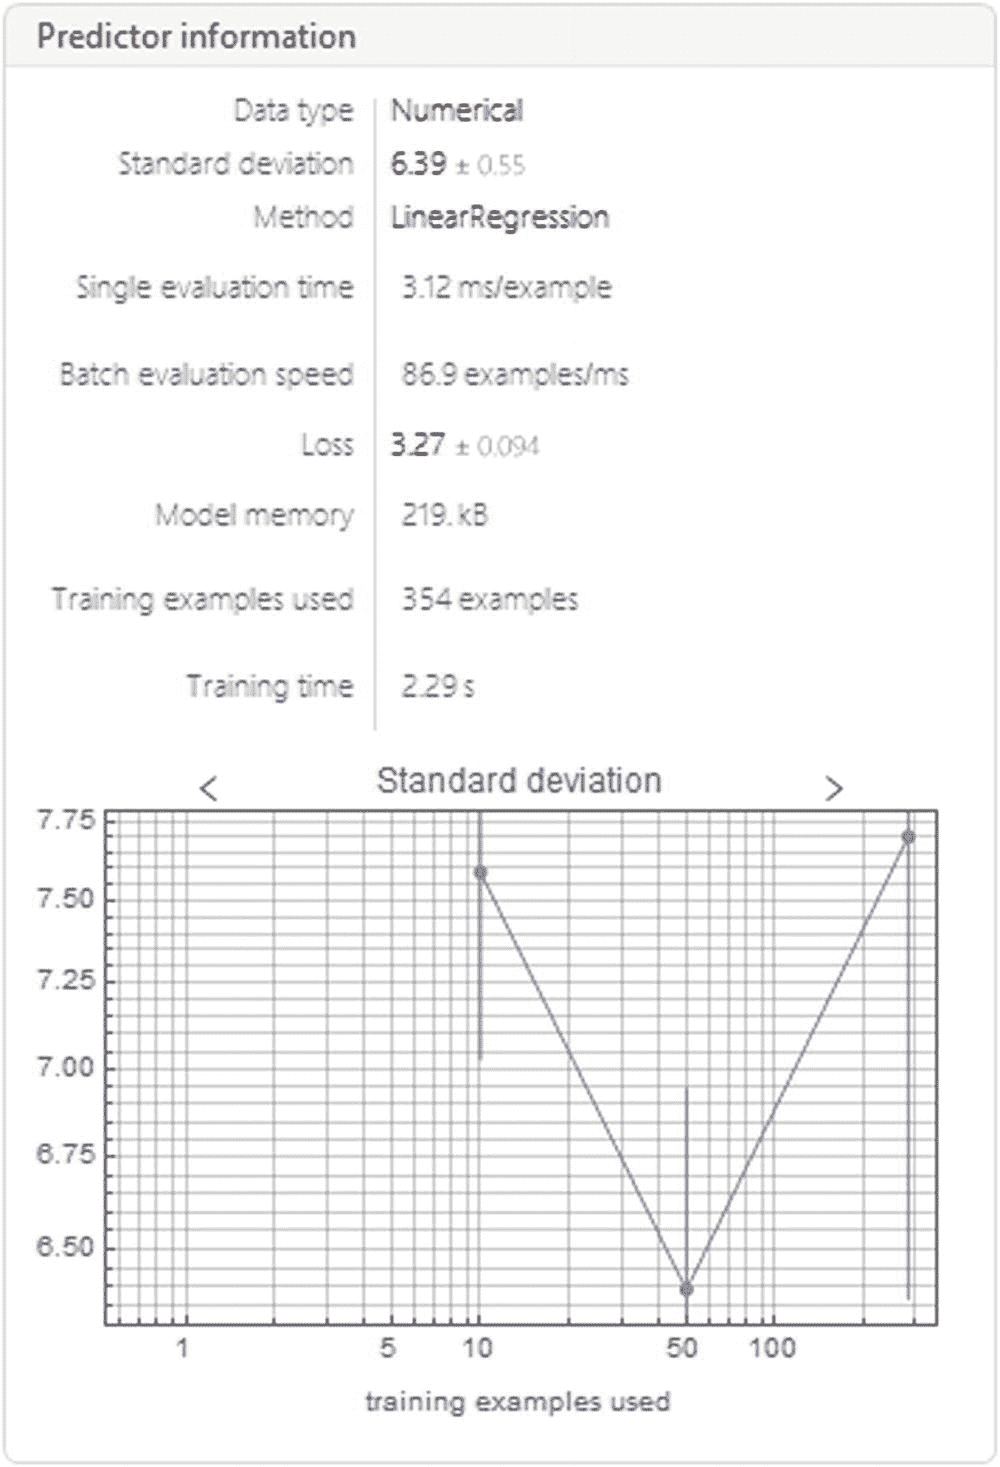 Predictor information
Data type Numerical
Standard deviation 6.39 ± 0.55
Method LinearRegression
Single evaluation time 3.12 ms/example
Batch evaluation speed 86.9 examples/ms
Loss 3.27 ± 0.094
Model memory 219. kB
Training examples used 354 examples
Training time 2.29 s
< Standard deviation >
7.75
7.50
7.25
7.00
6.75
6.50
1 5 10 50 100
training examples used